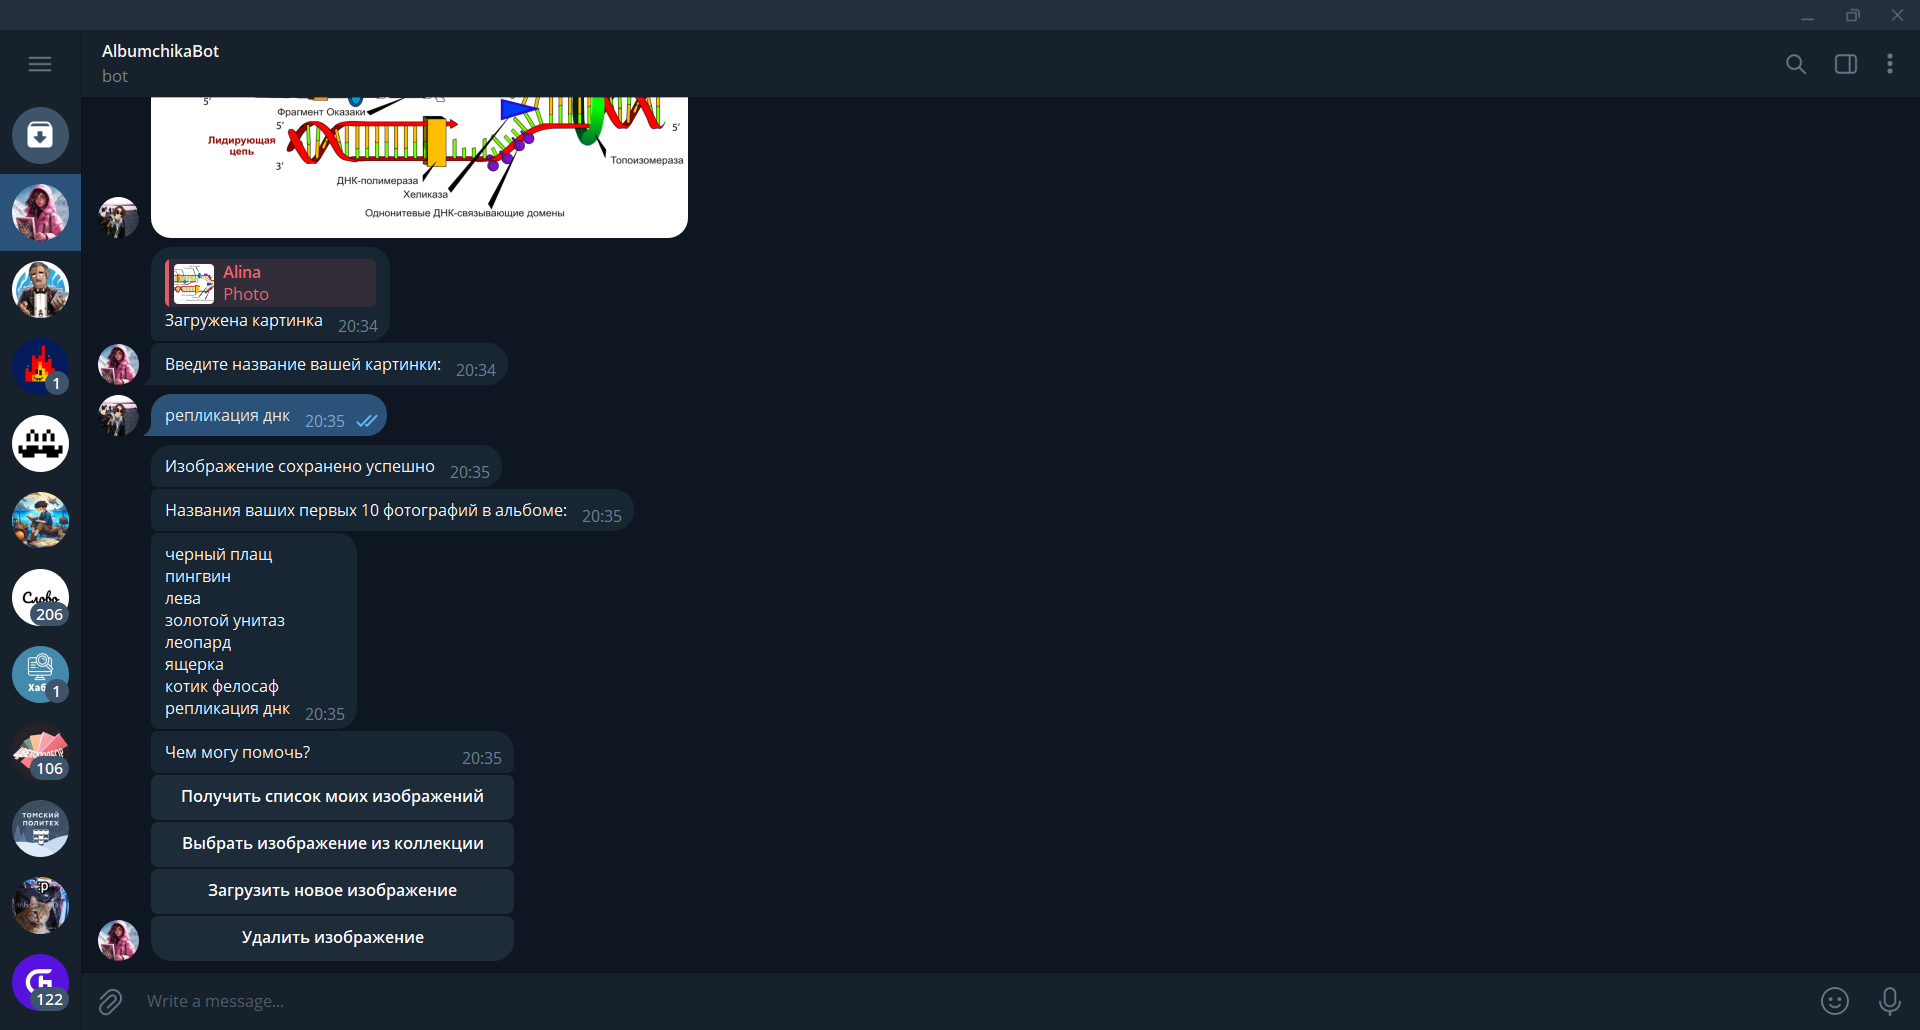 AlbumchikaBot
bot
5'
Фрагмент Оказаки
5'
5'
Лидирующая
цепь
3'
Топоизомераза
ДНК-полимераза
Хеликаза
Однонитевые ДНК-связывающие домены
Alina
Photo
Загружена картинка 20:34
Введите название вашей картинки: 20:34
репликация днк 20:35
Изображение сохранено успешно 20:35
Названия ваших первых 10 фотографий в альбоме: 20:35
черный плащ
пингвин
лева
золотой унитаз
леопард
ящерка
котик фелосаф
репликация днк 20:35
Чем могу помочь? 20:35
Получить список моих изображений
Выбрать изображение из коллекции
Загрузить новое изображение
Удалить изображение
Write a message...
1
Слово
206
Хаб
1
106
ТОМСКИЙ
ПОЛИТЕХ
:p
122